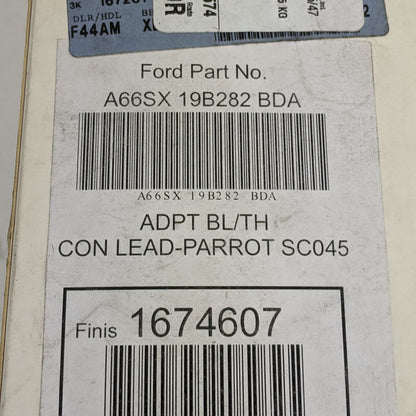 3K
DLR/HDL
F44AM
Ford Part No.
A66SX 19B282 BDA
A66SX 19B282 BDA
ADPT BL/TH
CON LEAD-PARROT SC045
Finis 1674607